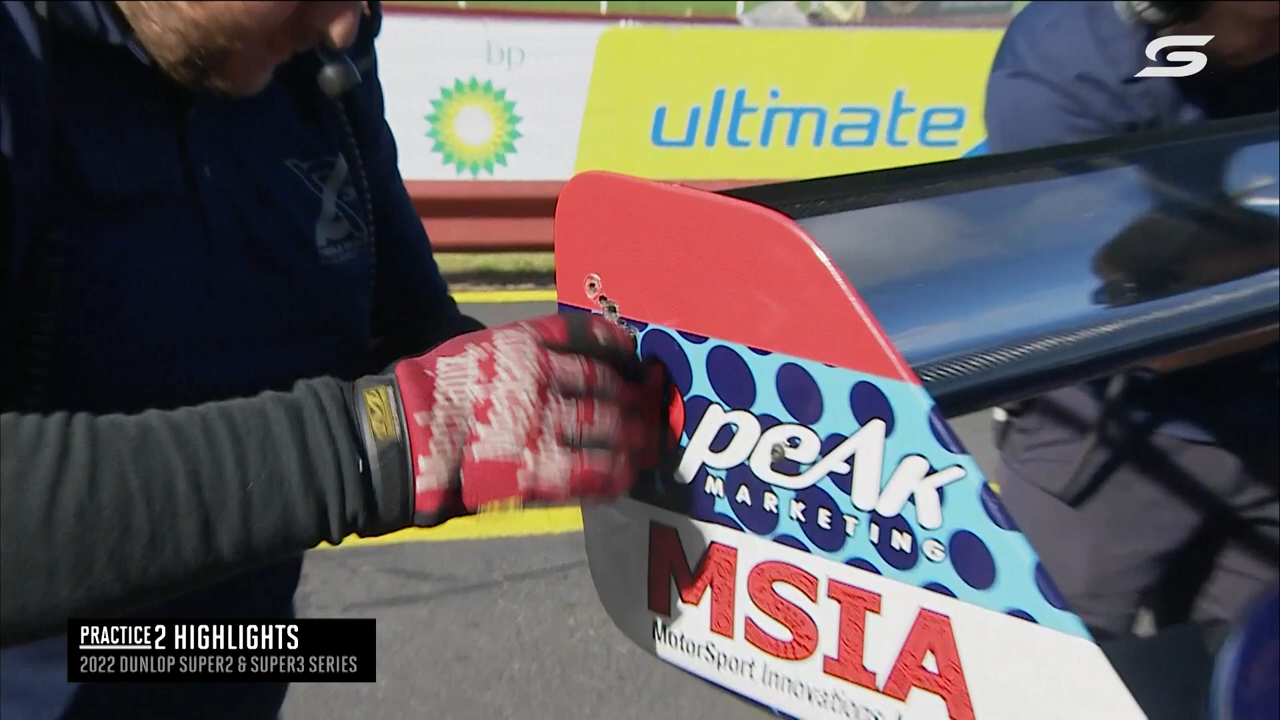 bp
ultimate
peAk
MARKETING
MSIA
MotorSport Innovations
PRACTICE 2 HIGHLIGHTS
2022 DUNLOP SUPER2 & SUPER3 SERIES